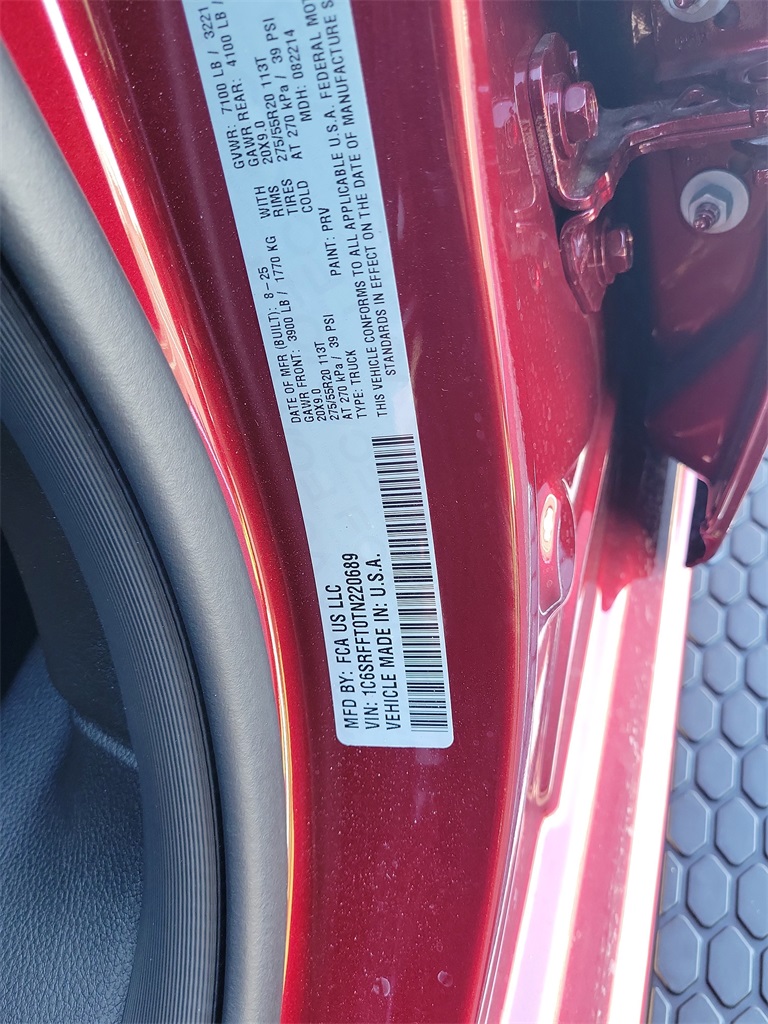 MFD BY: FCA US LLC
VIN: 1C6SRFFT0TN220689
VEHICLE MADE IN: U.S.A.
DATE OF MFR (BUILT): 8-25 GVWR: 7100 LB / 3221
GAWR FRONT: 3900 LB / 1770 KG WITH GAWR REAR: 4100 LB /
20X9.0 RIMS 20X9.0
275/55R20 113T TIRES 275/55R20 113T
AT 270 kPa / 39 PSI COLD AT 270 kPa / 39 PSI
TYPE: TRUCK PAINT: PRV MDH: 082214
THIS VEHICLE CONFORMS TO ALL APPLICABLE U.S.A. FEDERAL MOT
STANDARDS IN EFFECT ON THE DATE OF MANUFACTURE S